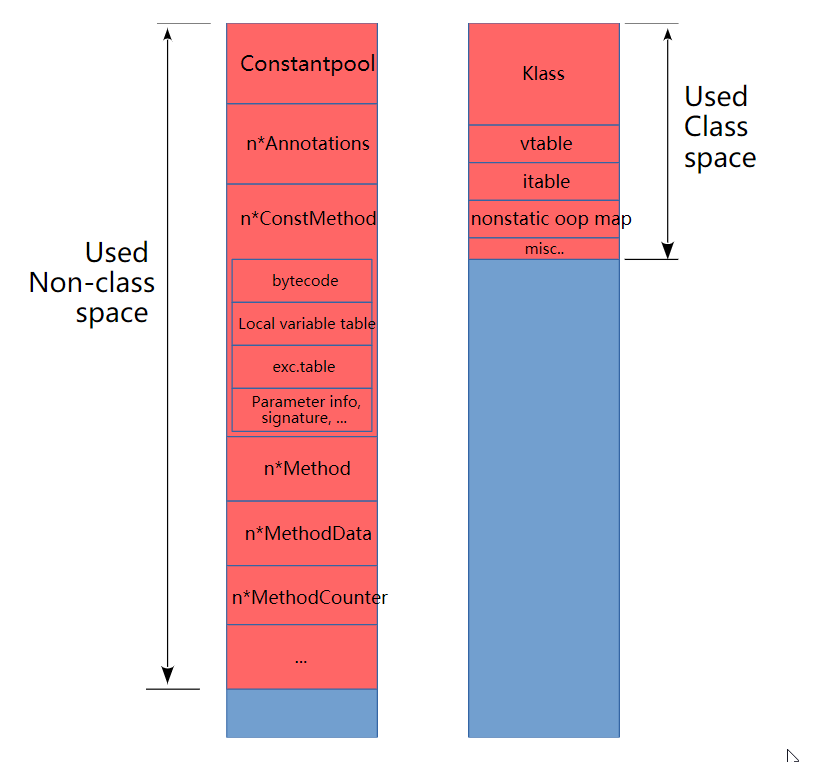 Used
Non-class
space
Constantpool
n*Annotations
n*ConstMethod
bytecode
Local variable table
exc.table
Parameter info,
signature, ...
n*Method
n*MethodData
n*MethodCounter
...
Klass
vtable
itable
nonstatic oop map
misc..
Used
Class
space